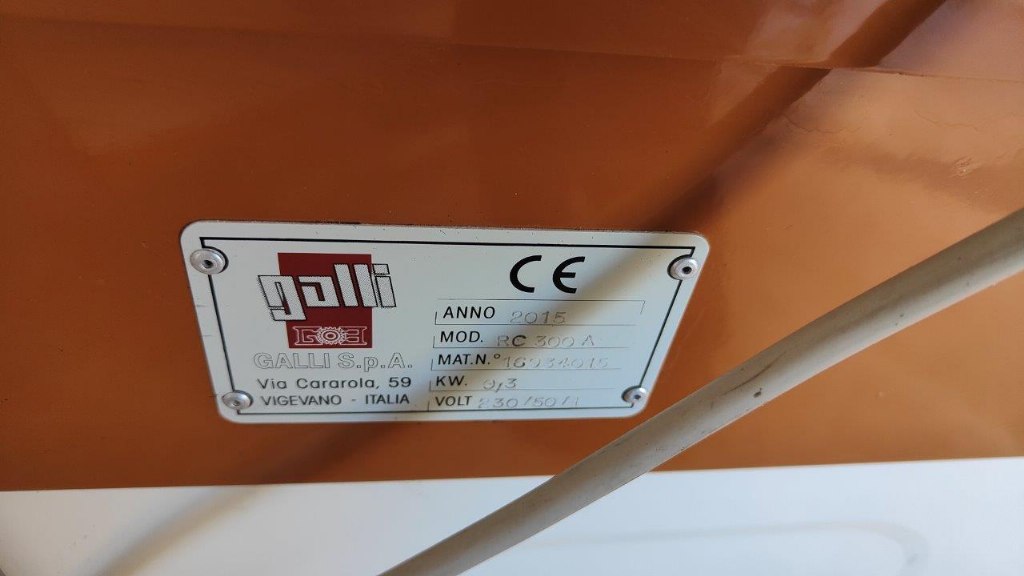 galli
GALLI S.p.A.
Via Cararola, 59
VIGEVANO - ITALIA
CE
ANNO 2015
MOD. RC 300 A
MAT.N.° 16034015
KW. 0,3
VOLT 230/50/1